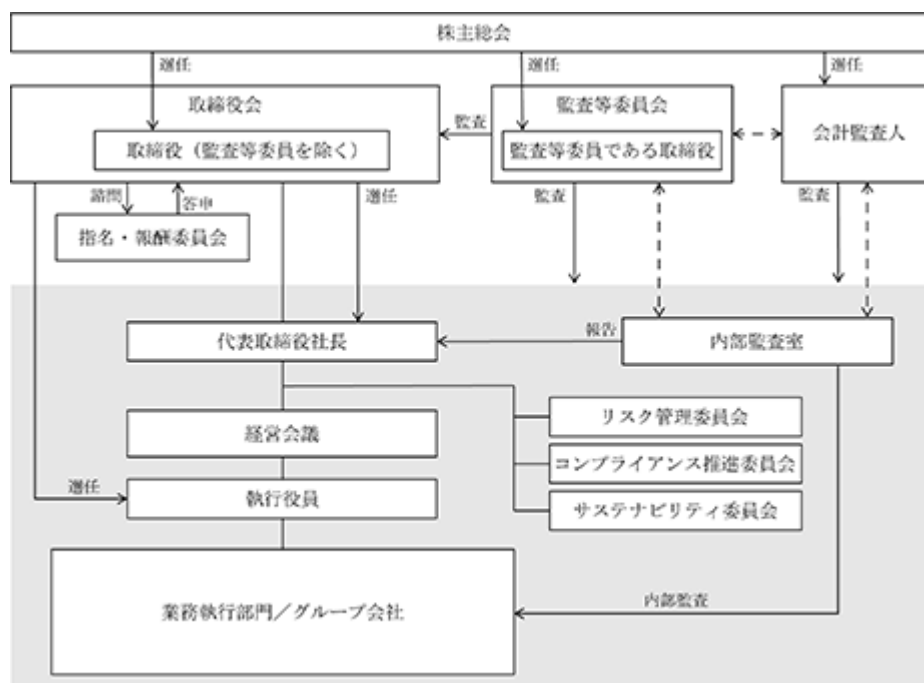 株主総会
選任
選任
選任
取締役会
監査等委員会
会計監査人
監査
取締役（監査等委員を除く）
監査等委員である取締役
諮問
答申
選任
監査
監査
指名・報酬委員会
代表取締役社長
報告
内部監査室
経営会議
リスク管理委員会
コンプライアンス推進委員会
選任
執行役員
サステナビリティ委員会
業務執行部門／グループ会社
内部監査